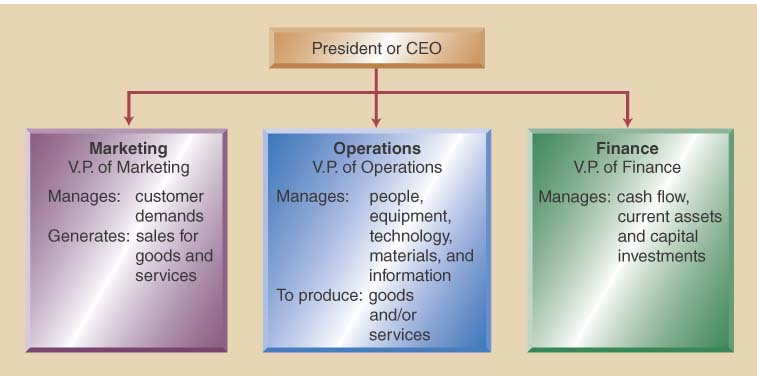 President or CEO
Marketing
V.P. of Marketing
Manages: customer
demands
Generates: sales for
goods and
services
Operations
V.P. of Operations
Manages: people,
equipment,
technology,
materials, and
information
To produce: goods
and/or
services
Finance
V.P. of Finance
Manages: cash flow,
current assets
and capital
investments